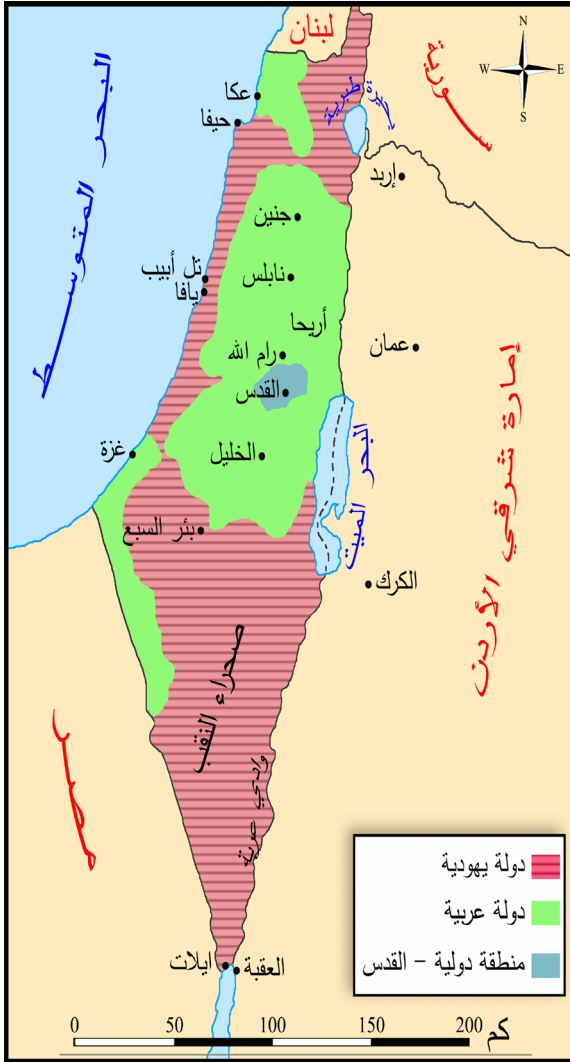 لبنان
سورية
البحر المتوسط
بحيرة طبرية
N
W
E
S
عكا
حيفا
إربد
جنين
تل أبيب
يافا
نابلس
أريحا
عمان
رام الله
القدس
إمارة شرقي الأردن
غزة
الخليل
البحر الميت
بئر السبع
الكرك
صحراء النقب
وادي عربة
مصر
دولة يهودية
دولة عربية
منطقة دولية - القدس
ايلات
العقبة
0 50 100 150 200 كم